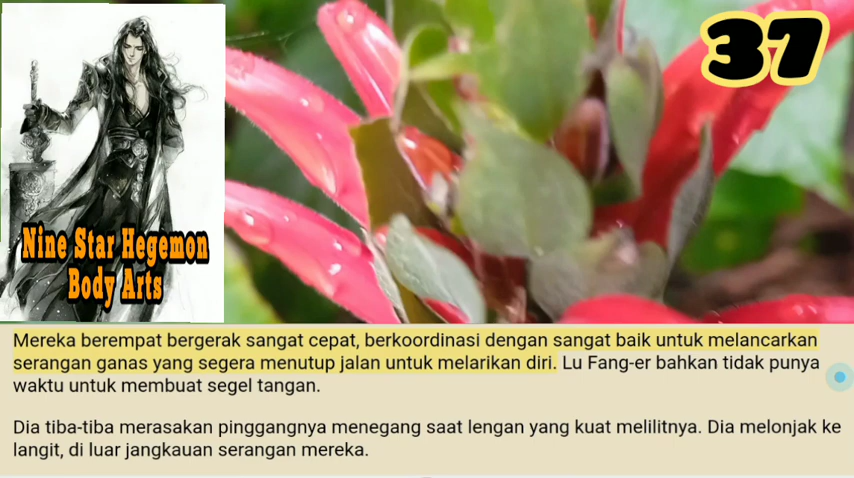 37
Nine Star Hegemon
Body Arts
Mereka berempat bergerak sangat cepat, berkoordinasi dengan sangat baik untuk melancarkan
serangan ganas yang segera menutup jalan untuk melarikan diri. Lu Fang-er bahkan tidak punya
waktu untuk membuat segel tangan.
Dia tiba-tiba merasakan pinggangnya menegang saat lengan yang kuat melilitnya. Dia melonjak ke
langit, di luar jangkauan serangan mereka.